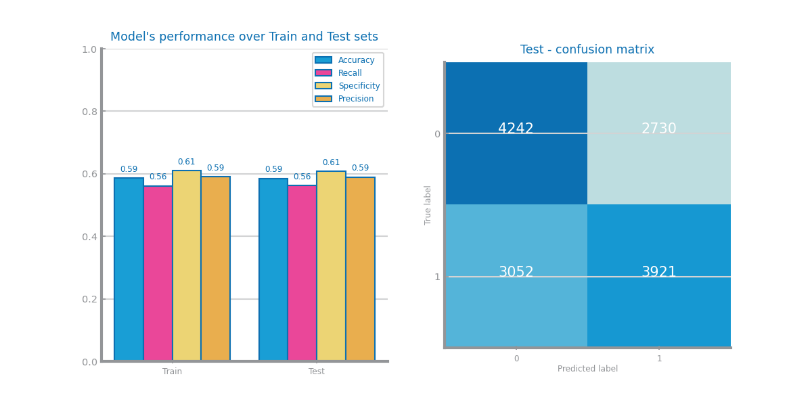 Model's performance over Train and Test sets
1.0
0.8
0.6
0.4
0.2
0.0
Accuracy
Recall
Specificity
Precision
0.59
0.56
0.61
0.59
0.59
0.56
0.61
0.59
Train
Test
Test - confusion matrix
True label
0
1
4242
2730
3052
3921
0
1
Predicted label